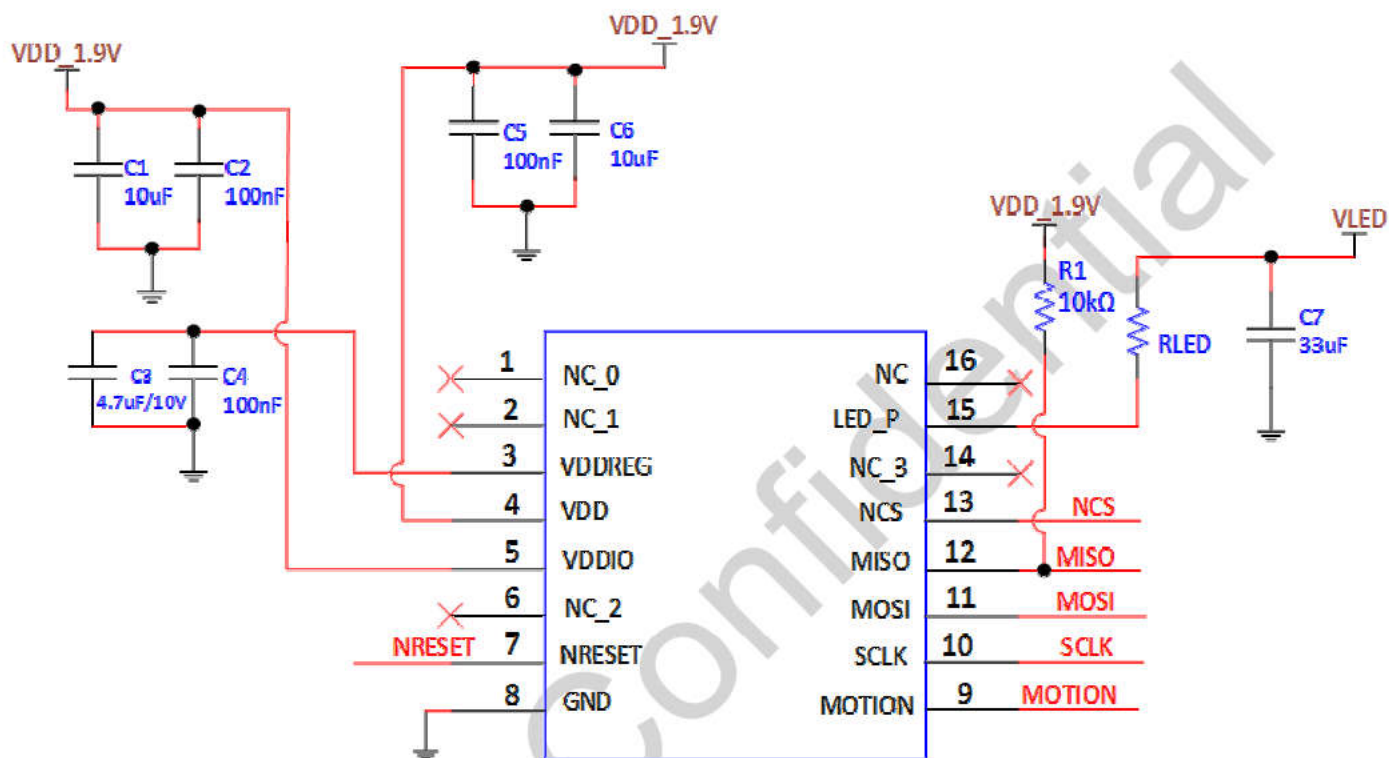 VDD_1.9V
VDD_1.9V
C1
10uF
C2
100nF
C5
100nF
C6
10uF
VDD_1.9V
VLED
R1
10kΩ
RLED
C7
33uF
C3
4.7uF/10V
C4
100nF
1 NC_0
2 NC_1
3 VDDREG
4 VDD
5 VDDIO
6 NC_2
NRESET 7 NRESET
8 GND
NC 16
LED_P 15
NC_3 14
NCS 13 NCS
MISO 12 MISO
MOSI 11 MOSI
SCLK 10 SCLK
MOTION 9 MOTION
Confidential